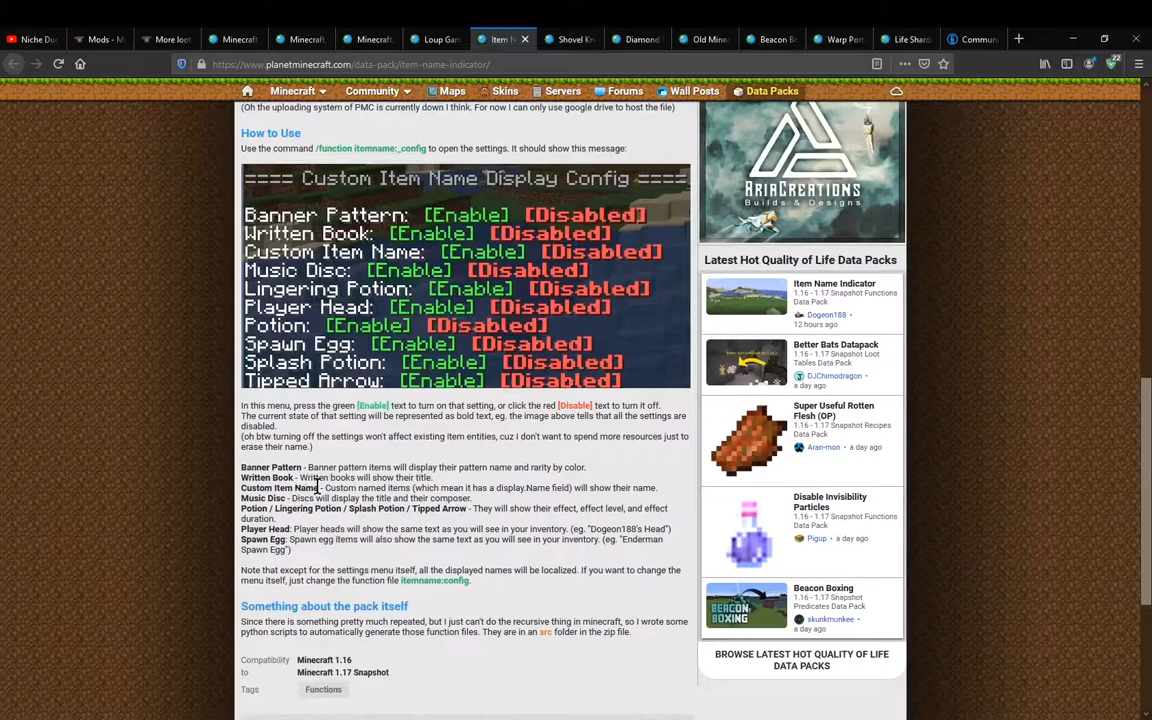 Niche Du
Mods - M
More loot
Minecraft
Minecraft
Minecraft
Loup Gar
Item N
Shovel Kn
Diamond
Old Mine
Beacon Bo
Warp Port
Life Shard
Commun
https://www.planetminecraft.com/data-pack/item-name-indicator/
22
Minecraft
Community
Maps
Skins
Servers
Forums
Wall Posts
Data Packs
(Oh the uploading system of PMC is currently down I think. For now I can only use google drive to host the file)
How to Use
Use the command /function itemname:_config to open the settings. It should show this message:
==== Custom Item Name Display Config ====
Banner Pattern: [Enable] [Disabled]
Written Book: [Enable] [Disabled]
Custom Item Name: [Enable] [Disabled]
Music Disc: [Enable] [Disabled]
Lingering Potion: [Enable] [Disabled]
Player Head: [Enable] [Disabled]
Potion: [Enable] [Disabled]
Spawn Egg: [Enable] [Disabled]
Splash Potion: [Enable] [Disabled]
Tipped Arrow: [Enable] [Disabled]
In this menu, press the green [Enable] text to turn on that setting, or click the red [Disable] text to turn it off.
The current state of that setting will be represented as bold text, eg. the image above tells that all the settings are
disabled.
(oh btw turning off the settings won't affect existing item entities, cuz I don't want to spend more resources just to
erase their name.)
Banner Pattern - Banner pattern items will display their pattern name and rarity by color.
Written Book - Written books will show their title.
Custom Item Name - Custom named items (which mean it has a display.Name field) will show their name.
Music Disc - Discs will display the title and their composer.
Potion / Lingering Potion / Splash Potion / Tipped Arrow - They will show their effect, effect level, and effect
duration.
Player Head: Player heads will show the same text as you will see in your inventory. (eg. "Dogeon188's Head")
Spawn Egg: Spawn egg items will also show the same text as you will see in your inventory. (eg. "Enderman
Spawn Egg")
Note that except for the settings menu itself, all the displayed names will be localized. If you want to change the
menu itself, just change the function file itemname:config.
Something about the pack itself
Since there is something pretty much repeated, but I just can't do the recursive thing in minecraft, so I wrote some
python scripts to automatically generate those function files. They are in an src folder in the zip file.
Compatibility Minecraft 1.16
to Minecraft 1.17 Snapshot
Tags Functions
ARIACREATIONS
Builds & Designs
Latest Hot Quality of Life Data Packs
Item Name Indicator
1.16 - 1.17 Snapshot Functions
Data Pack
Dogeon188
12 hours ago
Better Bats Datapack
1.16 - 1.17 Snapshot Loot
Tables Data Pack
DJChimodragon
a day ago
Super Useful Rotten
Flesh (OP)
1.16 - 1.17 Snapshot Recipes
Data Pack
Aran-mon a day ago
Disable Invisibility
Particles
1.16 - 1.17 Snapshot Functions
Data Pack
Pigup a day ago
BEACON
BOXING
Beacon Boxing
1.16 - 1.17 Snapshot
Predicates Data Pack
skunkmunkee
a day ago
BROWSE LATEST HOT QUALITY OF LIFE
DATA PACKS